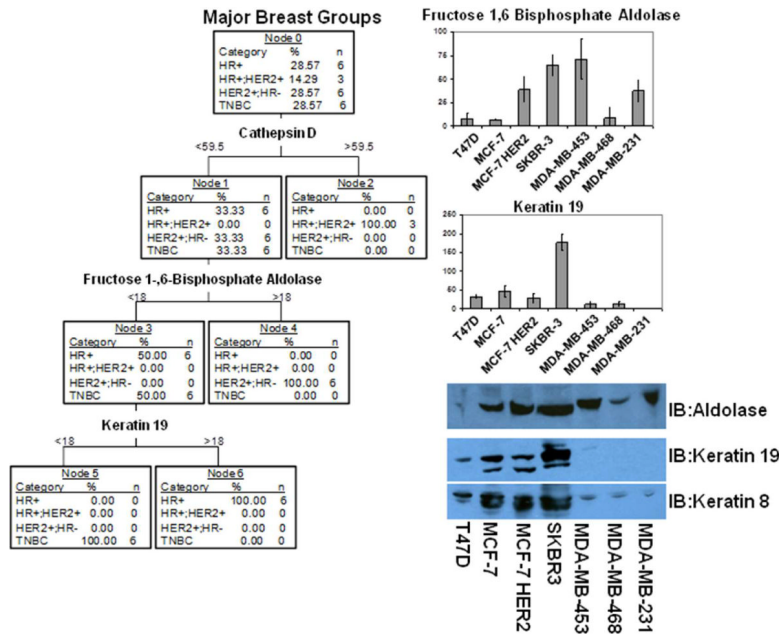 Major Breast Groups
Node 0
Category % n
HR+ 28.57 6
HR+;HER2+ 14.29 3
HER2+;HR- 28.57 6
TNBC 28.57 6
Cathepsin D
<59.5 >59.5
Node 1
Category % n
HR+ 33.33 6
HR+;HER2+ 0.00 0
HER2+;HR- 33.33 6
TNBC 33.33 6
Node 2
Category % n
HR+ 0.00 0
HR+;HER2+ 100.00 3
HER2+;HR- 0.00 0
TNBC 0.00 0
Fructose 1-,6-Bisphosphate Aldolase
<18 >18
Node 3
Category % n
HR+ 50.00 6
HR+;HER2+ 0.00 0
HER2+;HR- 0.00 0
TNBC 50.00 6
Node 4
Category % n
HR+ 0.00 0
HR+;HER2+ 0.00 0
HER2+;HR- 100.00 6
TNBC 0.00 0
Keratin 19
<18 >18
Node 5
Category % n
HR+ 0.00 0
HR+;HER2+ 0.00 0
HER2+;HR- 0.00 0
TNBC 100.00 6
Node 6
Category % n
HR+ 100.00 6
HR+;HER2+ 0.00 0
HER2+;HR- 0.00 0
TNBC 0.00 0
Fructose 1,6 Bisphosphate Aldolase
100
75
50
25
0
T47D
MCF-7
MCF-7 HER2
SKBR-3
MDA-MB-453
MDA-MB-468
MDA-MB-231
Keratin 19
260
210
160
110
60
0
T47D
MCF-7
MCF-7 HER2
SKBR-3
MDA-MB-453
MDA-MB-468
MDA-MB-231
IB:Aldolase
IB:Keratin 19
IB:Keratin 8
T47D
MCF-7
MCF-7 HER2
SKBR3
MDA-MB-453
MDA-MB-468
MDA-MB-231